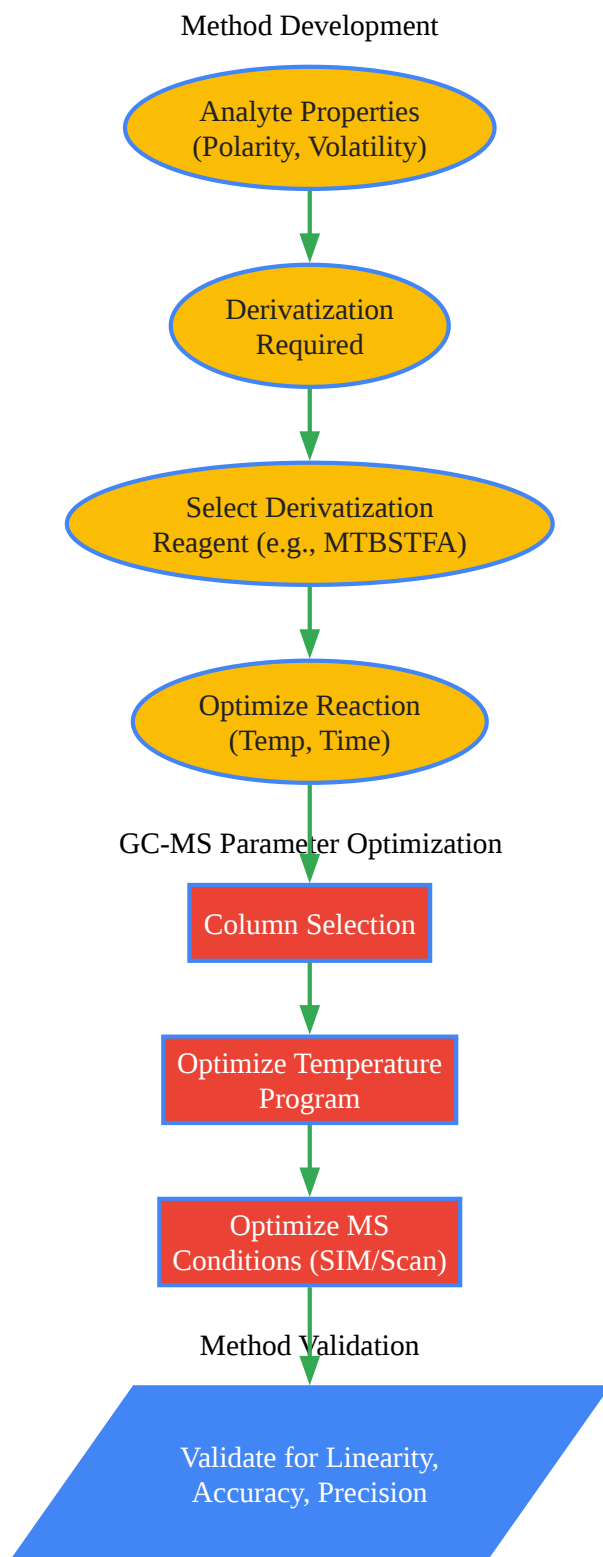 Method Development
Analyte Properties
(Polarity, Volatility)
Derivatization
Required
Select Derivatization
Reagent (e.g., MTBSTFA)
Optimize Reaction
(Temp, Time)
GC-MS Parameter Optimization
Column Selection
Optimize Temperature
Program
Optimize MS
Conditions (SIM/Scan)
Method Validation
Validate for Linearity,
Accuracy, Precision